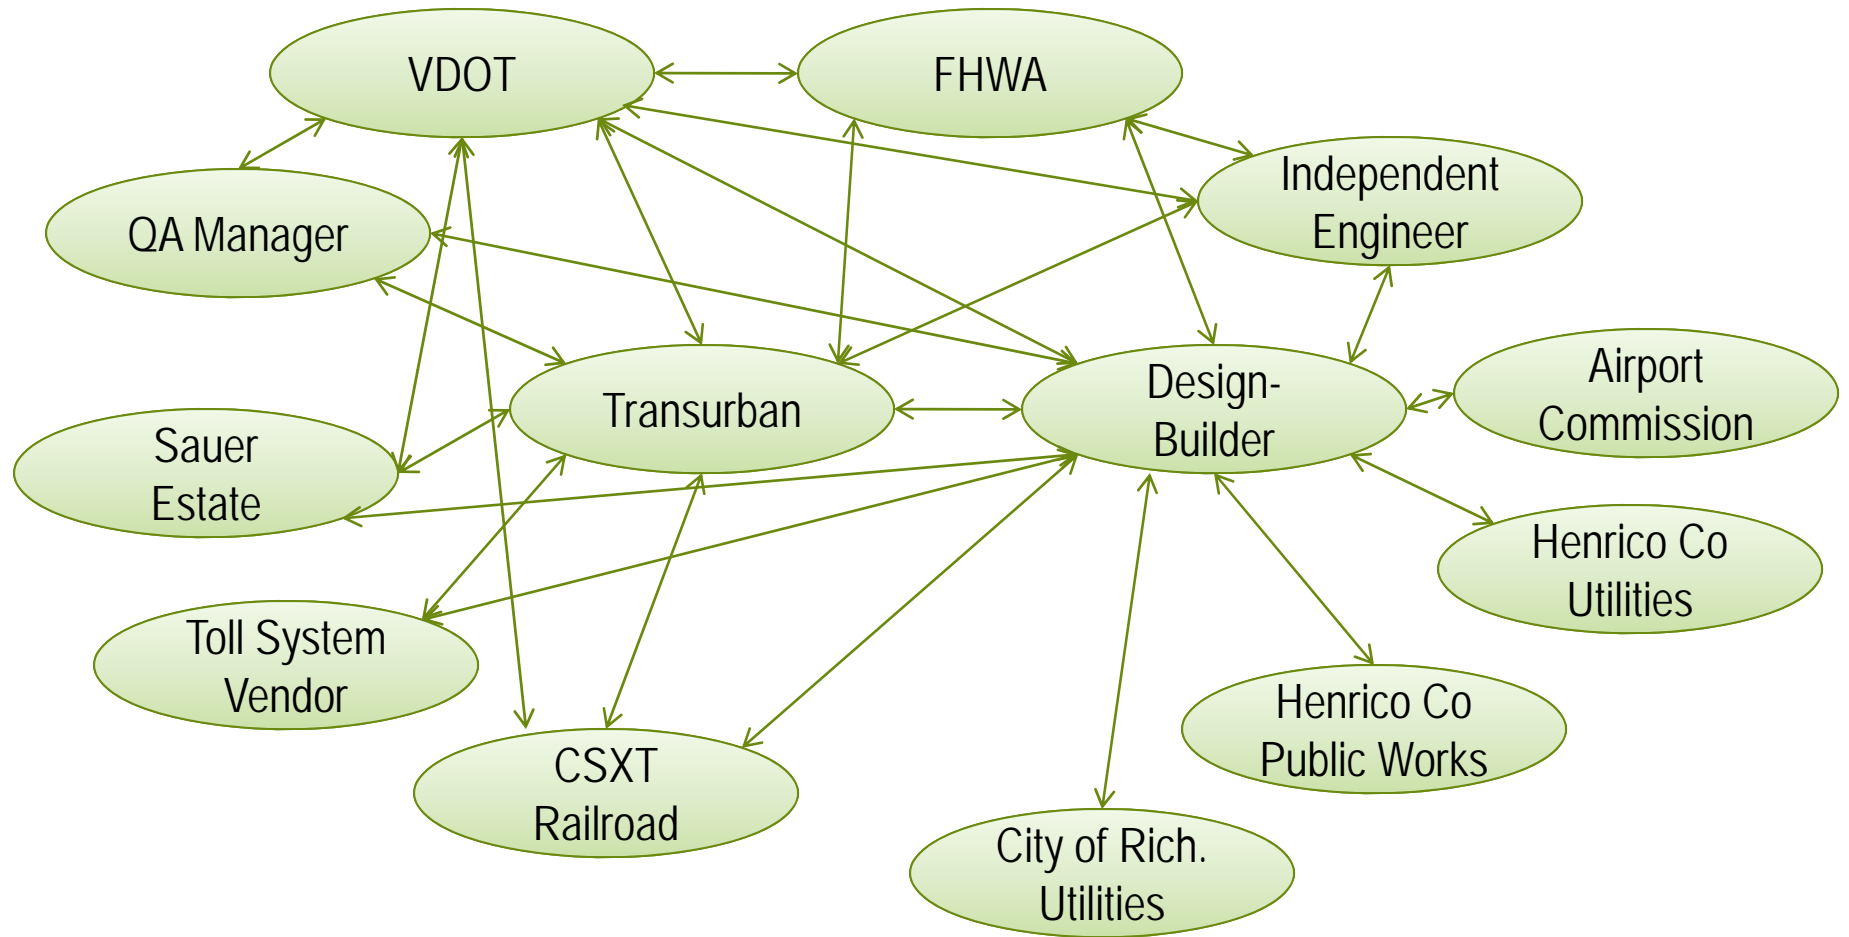 VDOT
FHWA
Independent
Engineer
QA Manager
Transurban
Design-
Builder
Airport
Commission
Sauer
Estate
Henrico Co
Utilities
Toll System
Vendor
Henrico Co
Public Works
CSXT
Railroad
City of Rich.
Utilities